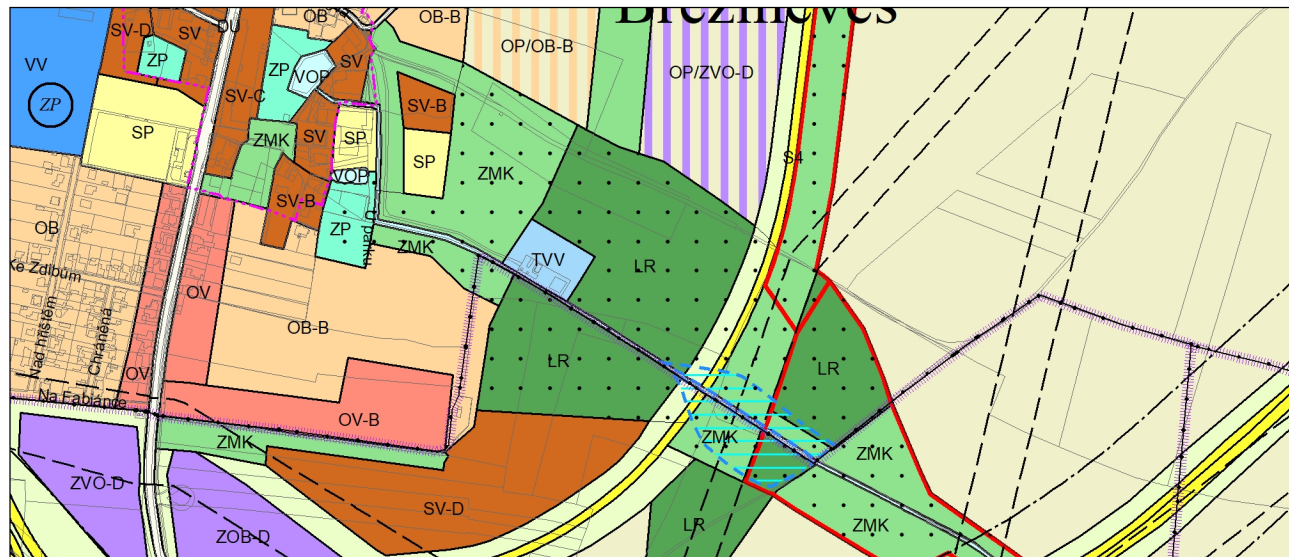 Březiněves
OB
OB-B
SV-D
SV
DU
OP/OB-B
ZP
ZP
SV
VV
VOP
OP/ZVO-D
ZP
SV-C
SV-B
SP
ZMK
SV
SP
S4
SP
ZMK
VOP
SV-B
OB
ZP
U parku
ZMK
TVV
LR
Ke Zdibům
OV
OB-B
Nad hřištěm
Chráněná
LR
LR
OV
Na Fabiánce
OV-B
ZMK
ZMK
ZMK
ZVO-D
SV-D
LR
ZMK
ZOB-D